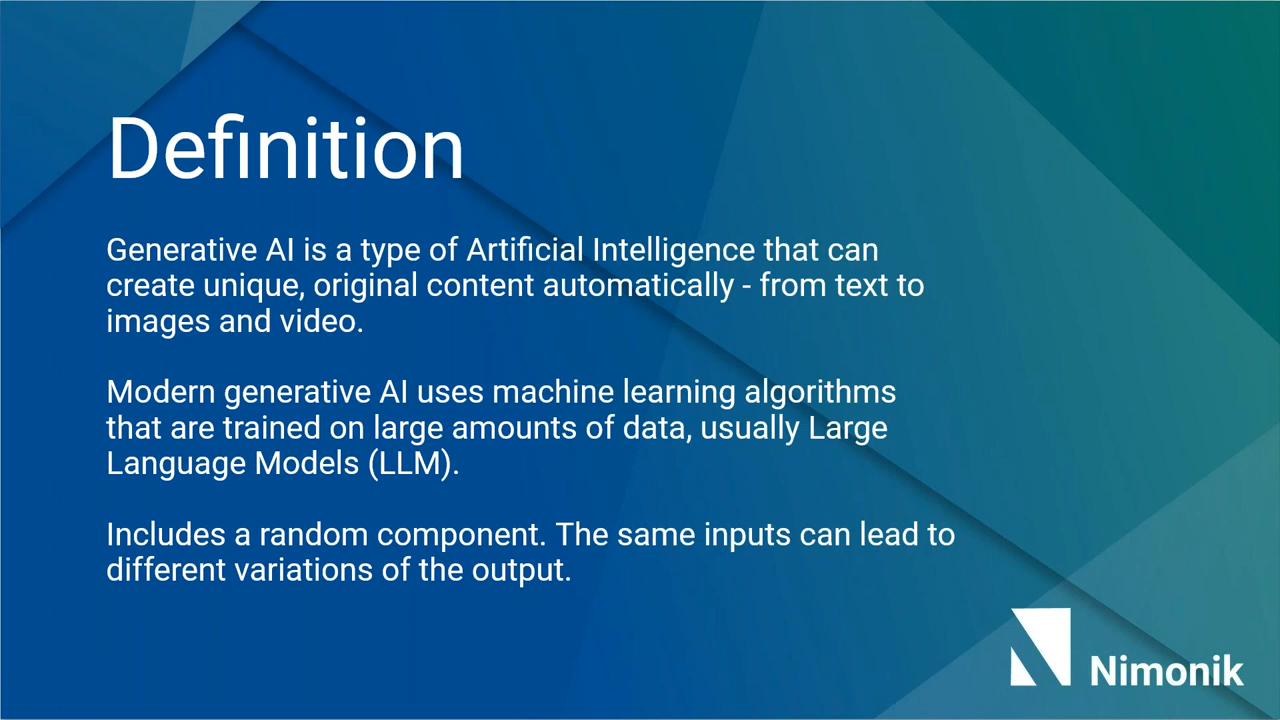 Definition
Generative AI is a type of Artificial Intelligence that can
create unique, original content automatically - from text to
images and video.
Modern generative AI uses machine learning algorithms
that are trained on large amounts of data, usually Large
Language Models (LLM).
Includes a random component. The same inputs can lead to
different variations of the output.
Nimonik